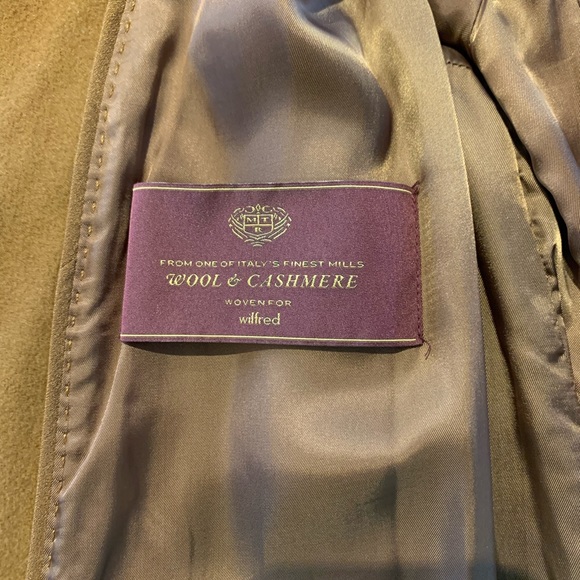 M T
R
FROM ONE OF ITALY'S FINEST MILLS
WOOL & CASHMERE
WOVEN FOR
wilfred